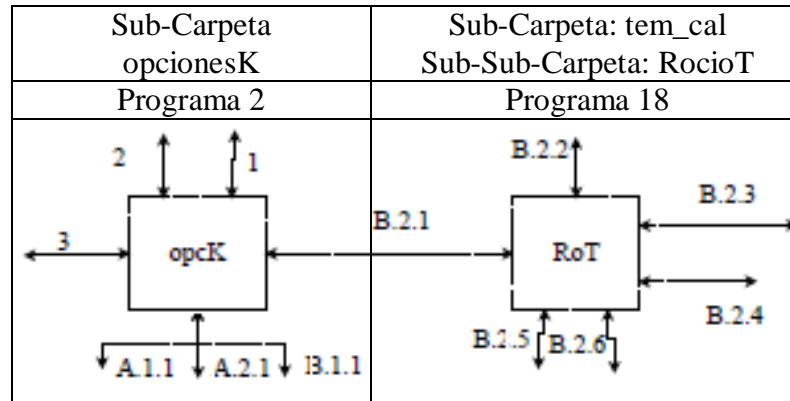 Sub-Carpeta
opcionesK
Sub-Carpeta: tem_cal
Sub-Sub-Carpeta: RocioT
Programa 2
Programa 18
2
1
3
opcK
A.1.1
A.2.1
B.1.1
B.2.1
B.2.2
B.2.3
RoT
B.2.4
B.2.5
B.2.6